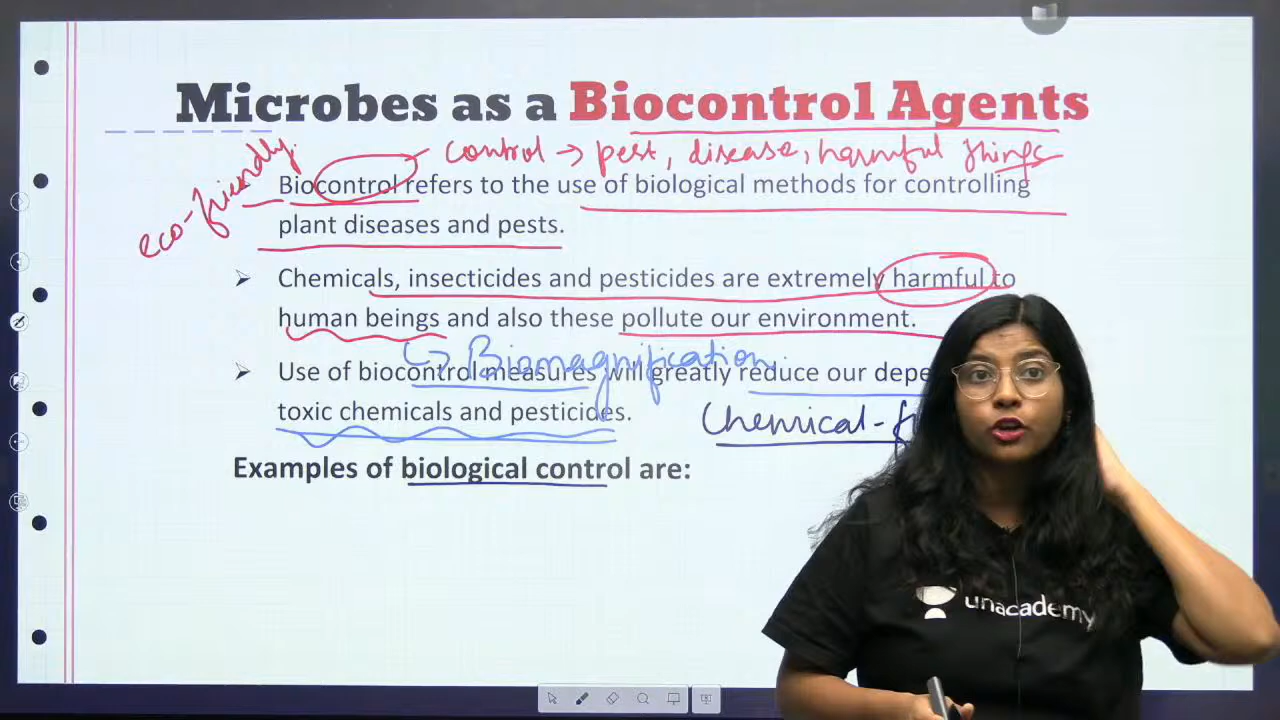 Microbes as a Biocontrol Agents
control → pest, disease, harmful things
eco-friendly
➢ Biocontrol refers to the use of biological methods for controlling
plant diseases and pests.
➢ Chemicals, insecticides and pesticides are extremely harmful to
human beings and also these pollute our environment.
↳ Biomagnification
➢ Use of biocontrol measures will greatly reduce our
toxic chemicals and pesticides.
Chemical-
Examples of biological control are:
unacademy